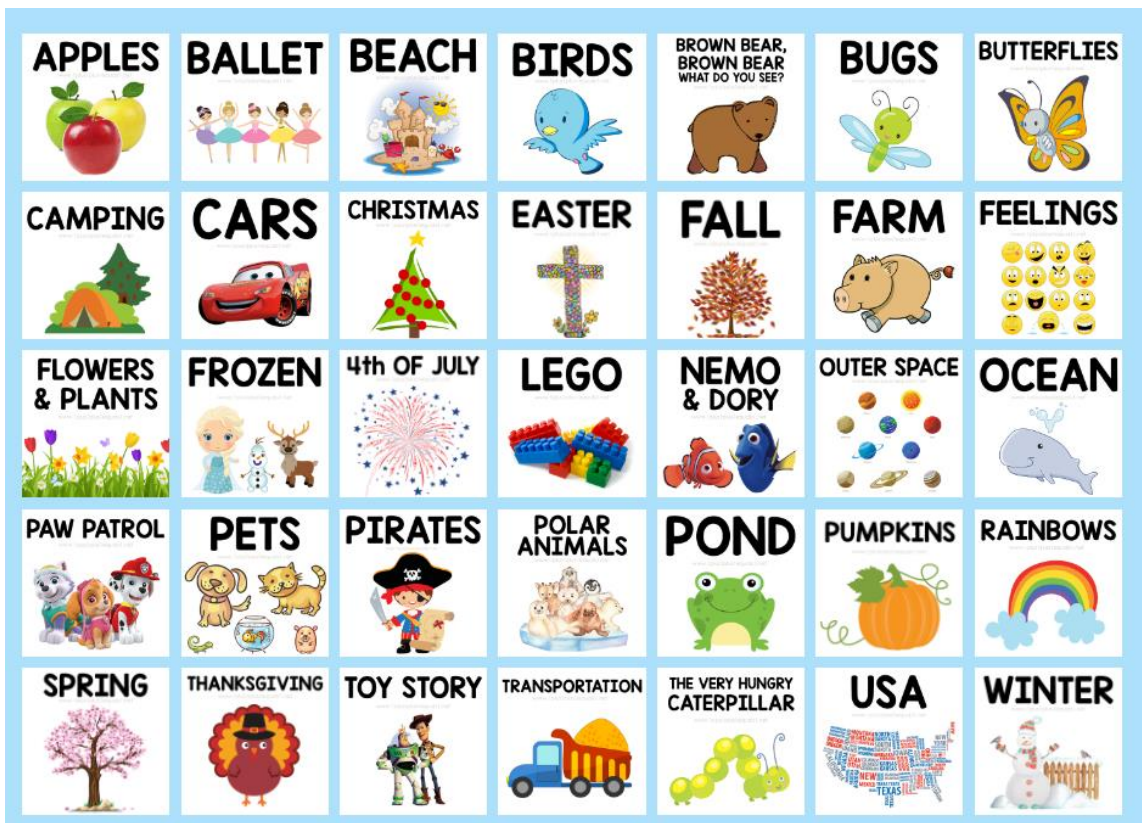 APPLES
BALLET
BEACH
BIRDS
BROWN BEAR,
BROWN BEAR
WHAT DO YOU SEE?
BUGS
BUTTERFLIES
CAMPING
CARS
CHRISTMAS
EASTER
FALL
FARM
FEELINGS
FLOWERS
& PLANTS
FROZEN
4th OF JULY
LEGO
NEMO
& DORY
OUTER SPACE
OCEAN
PAW PATROL
PETS
PIRATES
POLAR
ANIMALS
POND
PUMPKINS
RAINBOWS
SPRING
THANKSGIVING
TOY STORY
TRANSPORTATION
THE VERY HUNGRY
CATERPILLAR
USA
NEW
TEXAS
WINTER